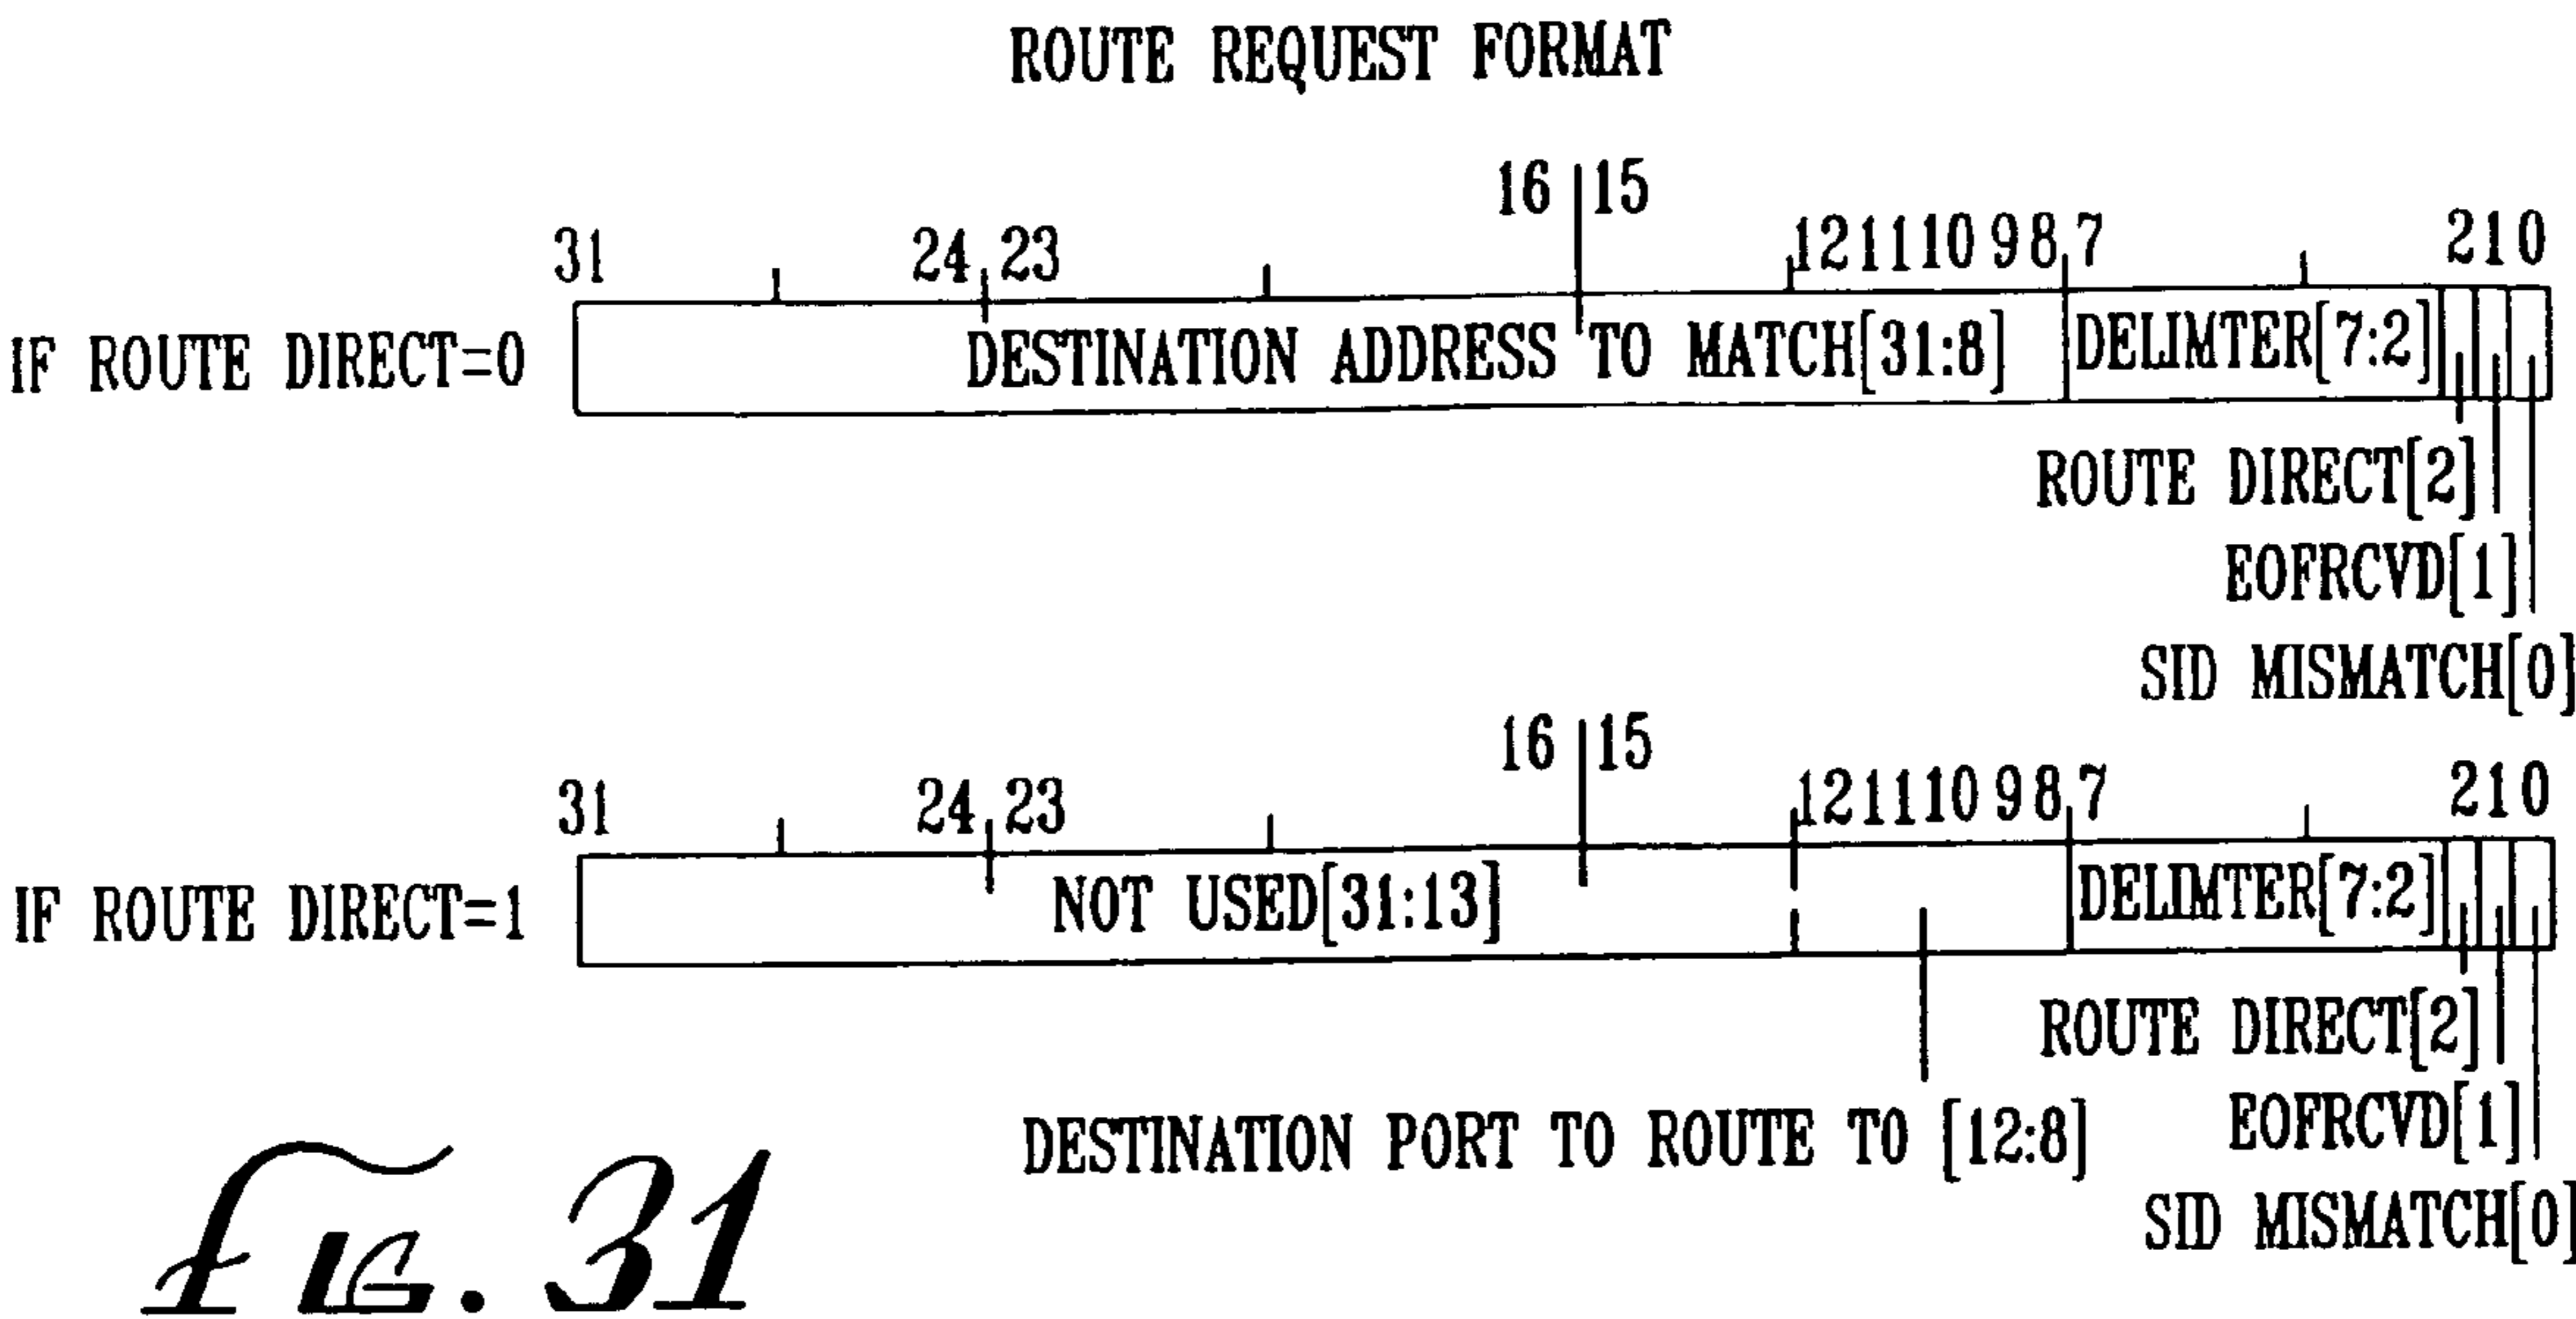 ROUTE REQUEST FORMAT
16 15
31 24 23 12 11 10 9 8 7 2 1 0
IF ROUTE DIRECT=0 DESTINATION ADDRESS TO MATCH[31:8] DELIMTER[7:2]
ROUTE DIRECT[2]
EOFRCVD[1]
SID MISMATCH[0]
16 15
31 24 23 12 11 10 9 8 7 2 1 0
IF ROUTE DIRECT=1 NOT USED[31:13] DELIMTER[7:2]
ROUTE DIRECT[2]
DESTINATION PORT TO ROUTE TO [12:8] EOFRCVD[1]
SID MISMATCH[0]
FIG. 31